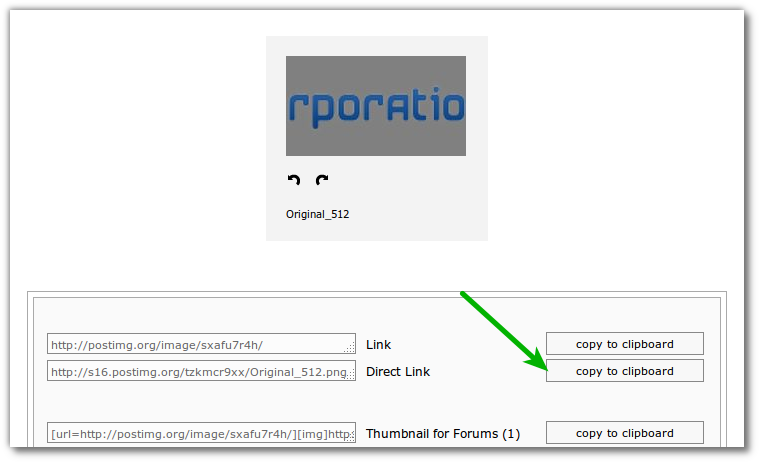 rporatio
Original_512
http://postimg.org/image/sxafu7r4h/ Link copy to clipboard
http://s16.postimg.org/tzkmcr9xx/Original_512.png Direct Link copy to clipboard
[url=http://postimg.org/image/sxafu7r4h/][img]http Thumbnail for Forums (1) copy to clipboard